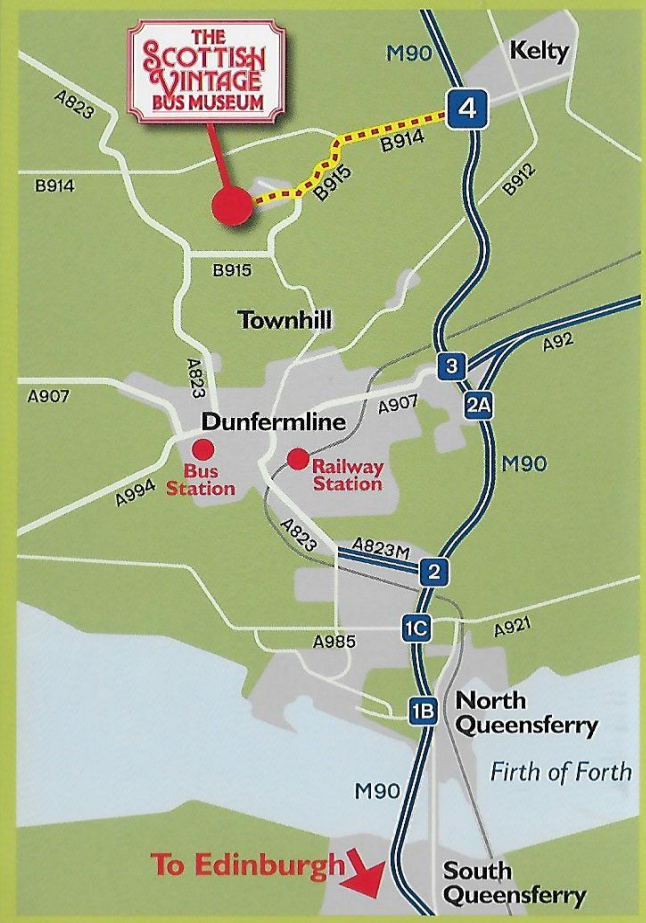 THE
SCOTTISH
VINTAGE
BUS MUSEUM
M90
Kelty
A823
4
B914
B915
B914
B912
B915
Townhill
A92
3
A823
A907
2A
A907
Dunfermline
M90
Bus
Station
Railway
Station
A994
A823
A823M
2
1C
A921
A985
1B
North
Queensferry
Firth of Forth
M90
To Edinburgh
South
Queensferry